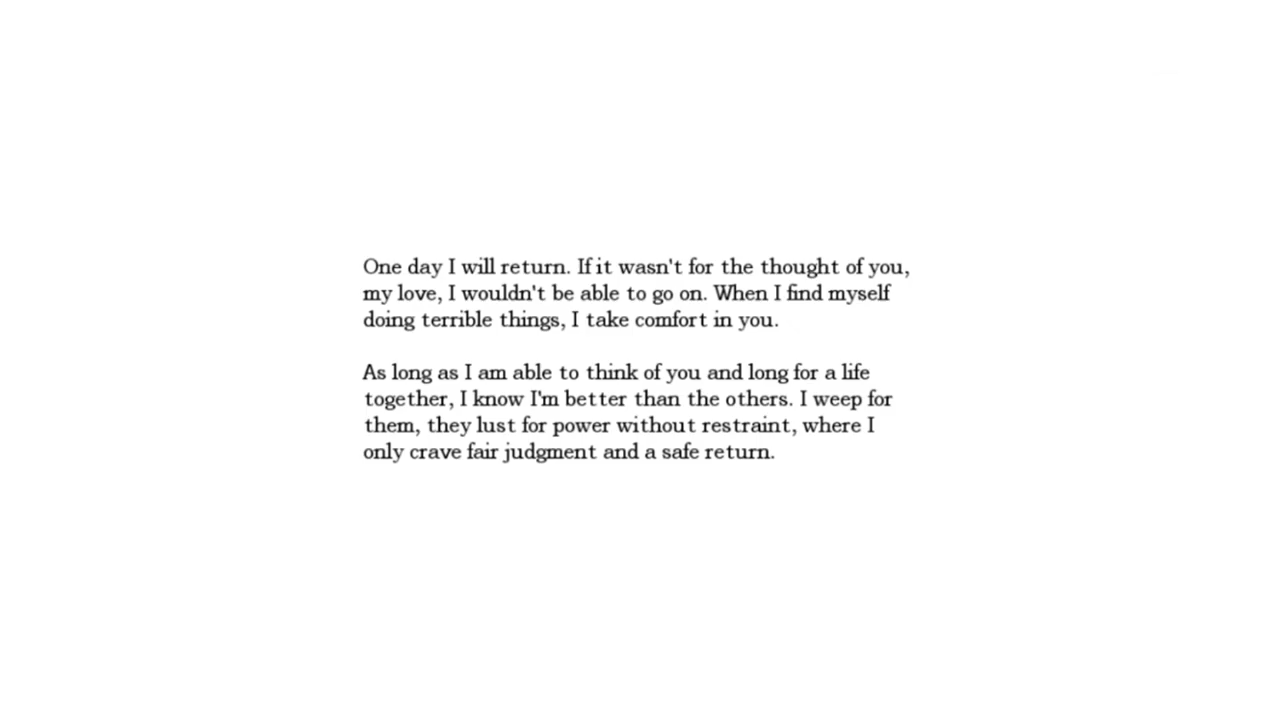 One day I will return. If it wasn't for the thought of you,
my love, I wouldn't be able to go on. When I find myself
doing terrible things, I take comfort in you.
As long as I am able to think of you and long for a life
together, I know I'm better than the others. I weep for
them, they lust for power without restraint, where I
only crave fair judgment and a safe return.